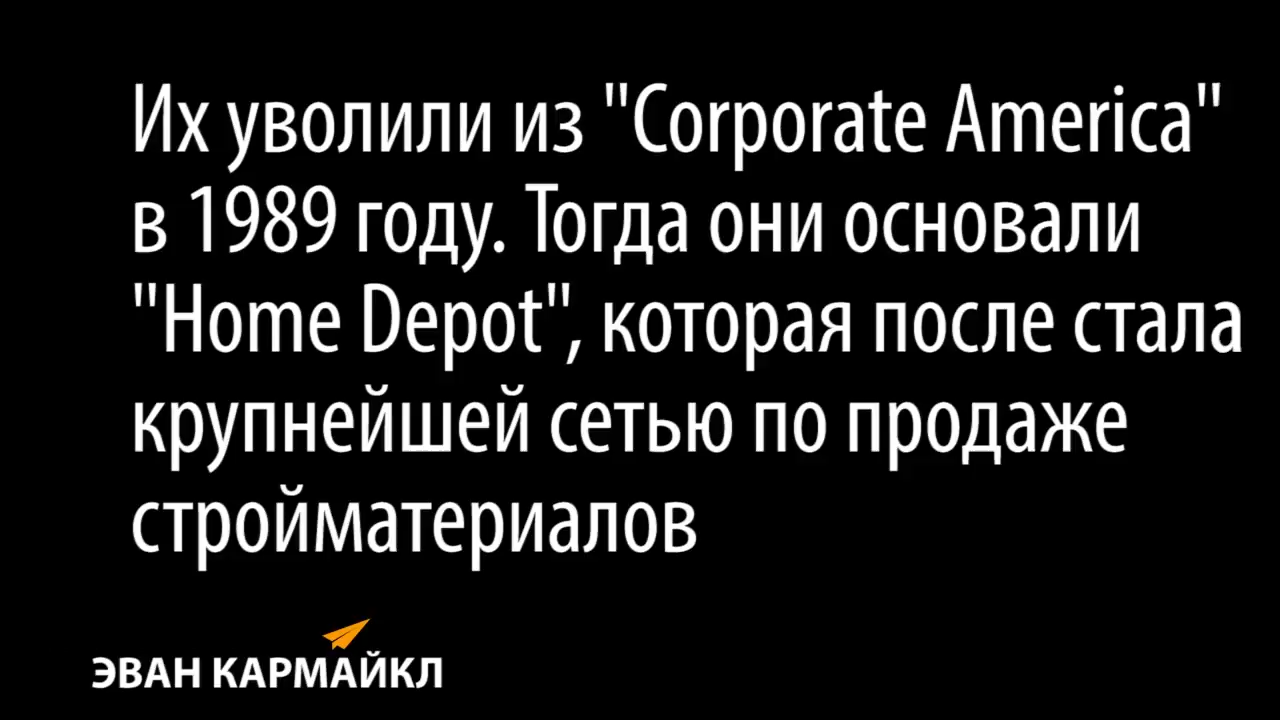 Их уволили из "Corporate America"
в 1989 году. Тогда они основали
"Home Depot", которая после стала
крупнейшей сетью по продаже
стройматериалов
ЭВАН КАРМАЙКЛ